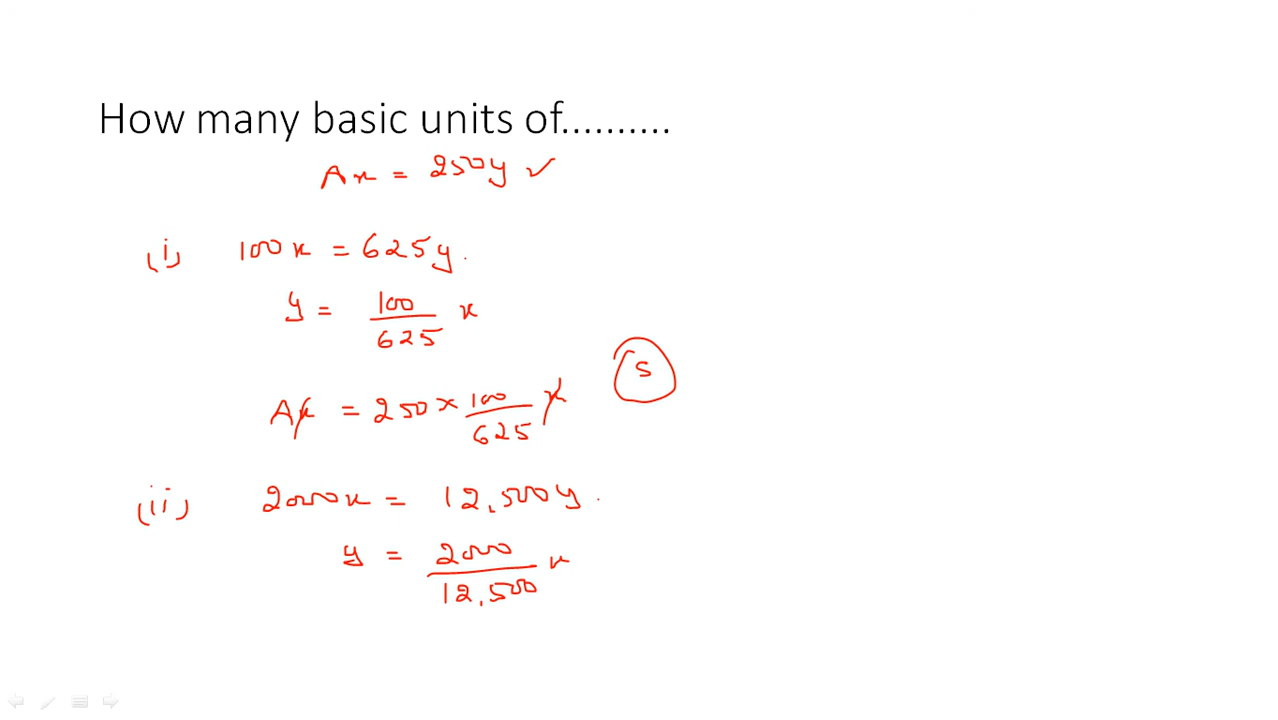 How many basic units of..........
Ax = 250y ✓
(i) 100x = 625y.
y = 100/625 x
S
Ax = 250 × 100/625 x
(ii) 2000x = 12,500y.
y = 2000/12,500 x